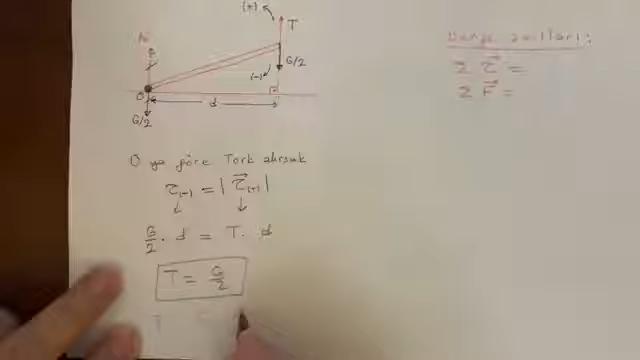 (+)
T
N
G/2
(-)
O
d
G/2
Denge şartları:
Σ τ⃗ =
Σ F⃗ =
O ya göre Tork alırsak
τ(-) = | τ⃗(+) |
G/2 . d = T . d
T = G/2
T